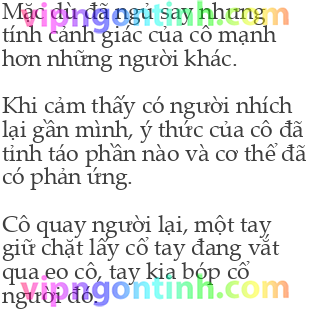 Mặc dù đã ngủ say nhưng
tính cảnh giác của cô mạnh
hơn những người khác.
Khi cảm thấy có người nhích
lại gần mình, ý thức của cô đã
tỉnh táo phần nào và cơ thể đã
có phản ứng.
Cô quay người lại, một tay
giữ chặt lấy cổ tay đang vắt
qua eo cô, tay kia bóp cổ
người đó.
vipngontinh.com
vipngontinh.com